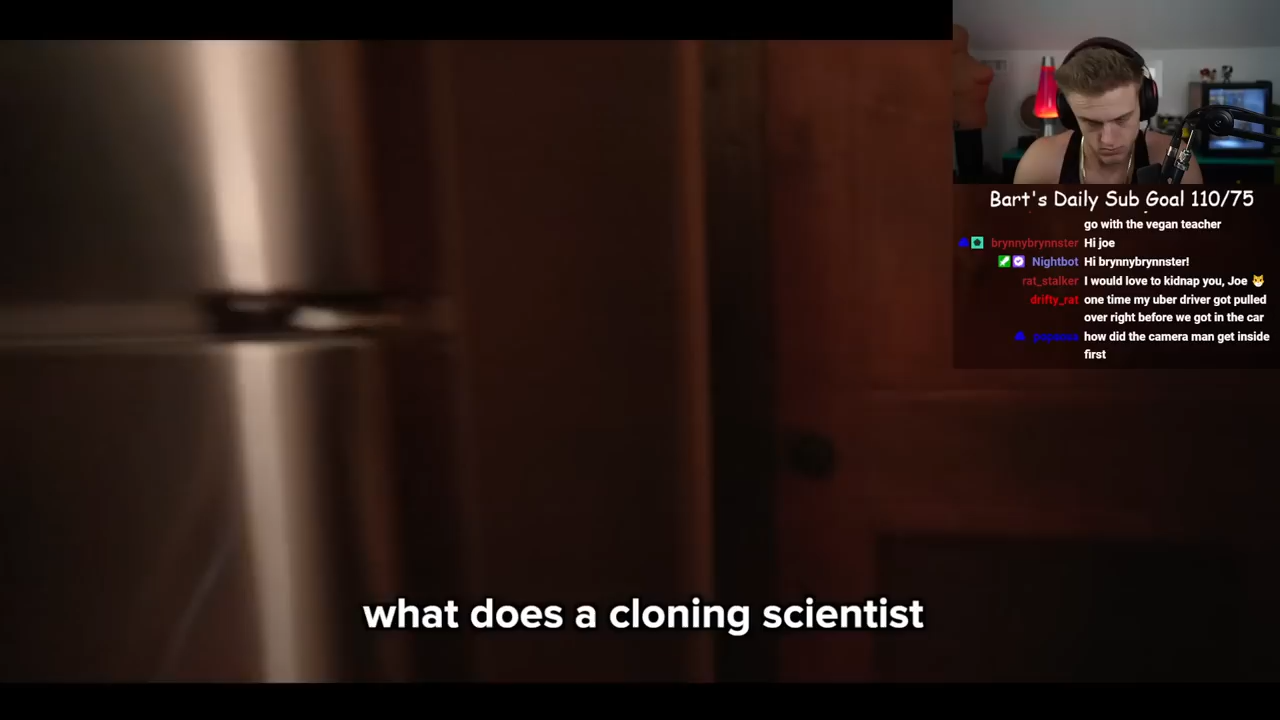 Bart's Daily Sub Goal 110/75
go with the vegan teacher
brynnybrynnster Hi joe
Nightbot Hi brynnybrynnster!
rat_stalker I would love to kidnap you, Joe 😼
drifty_rat one time my uber driver got pulled
over right before we got in the car
how did the camera man get inside
first
what does a cloning scientist